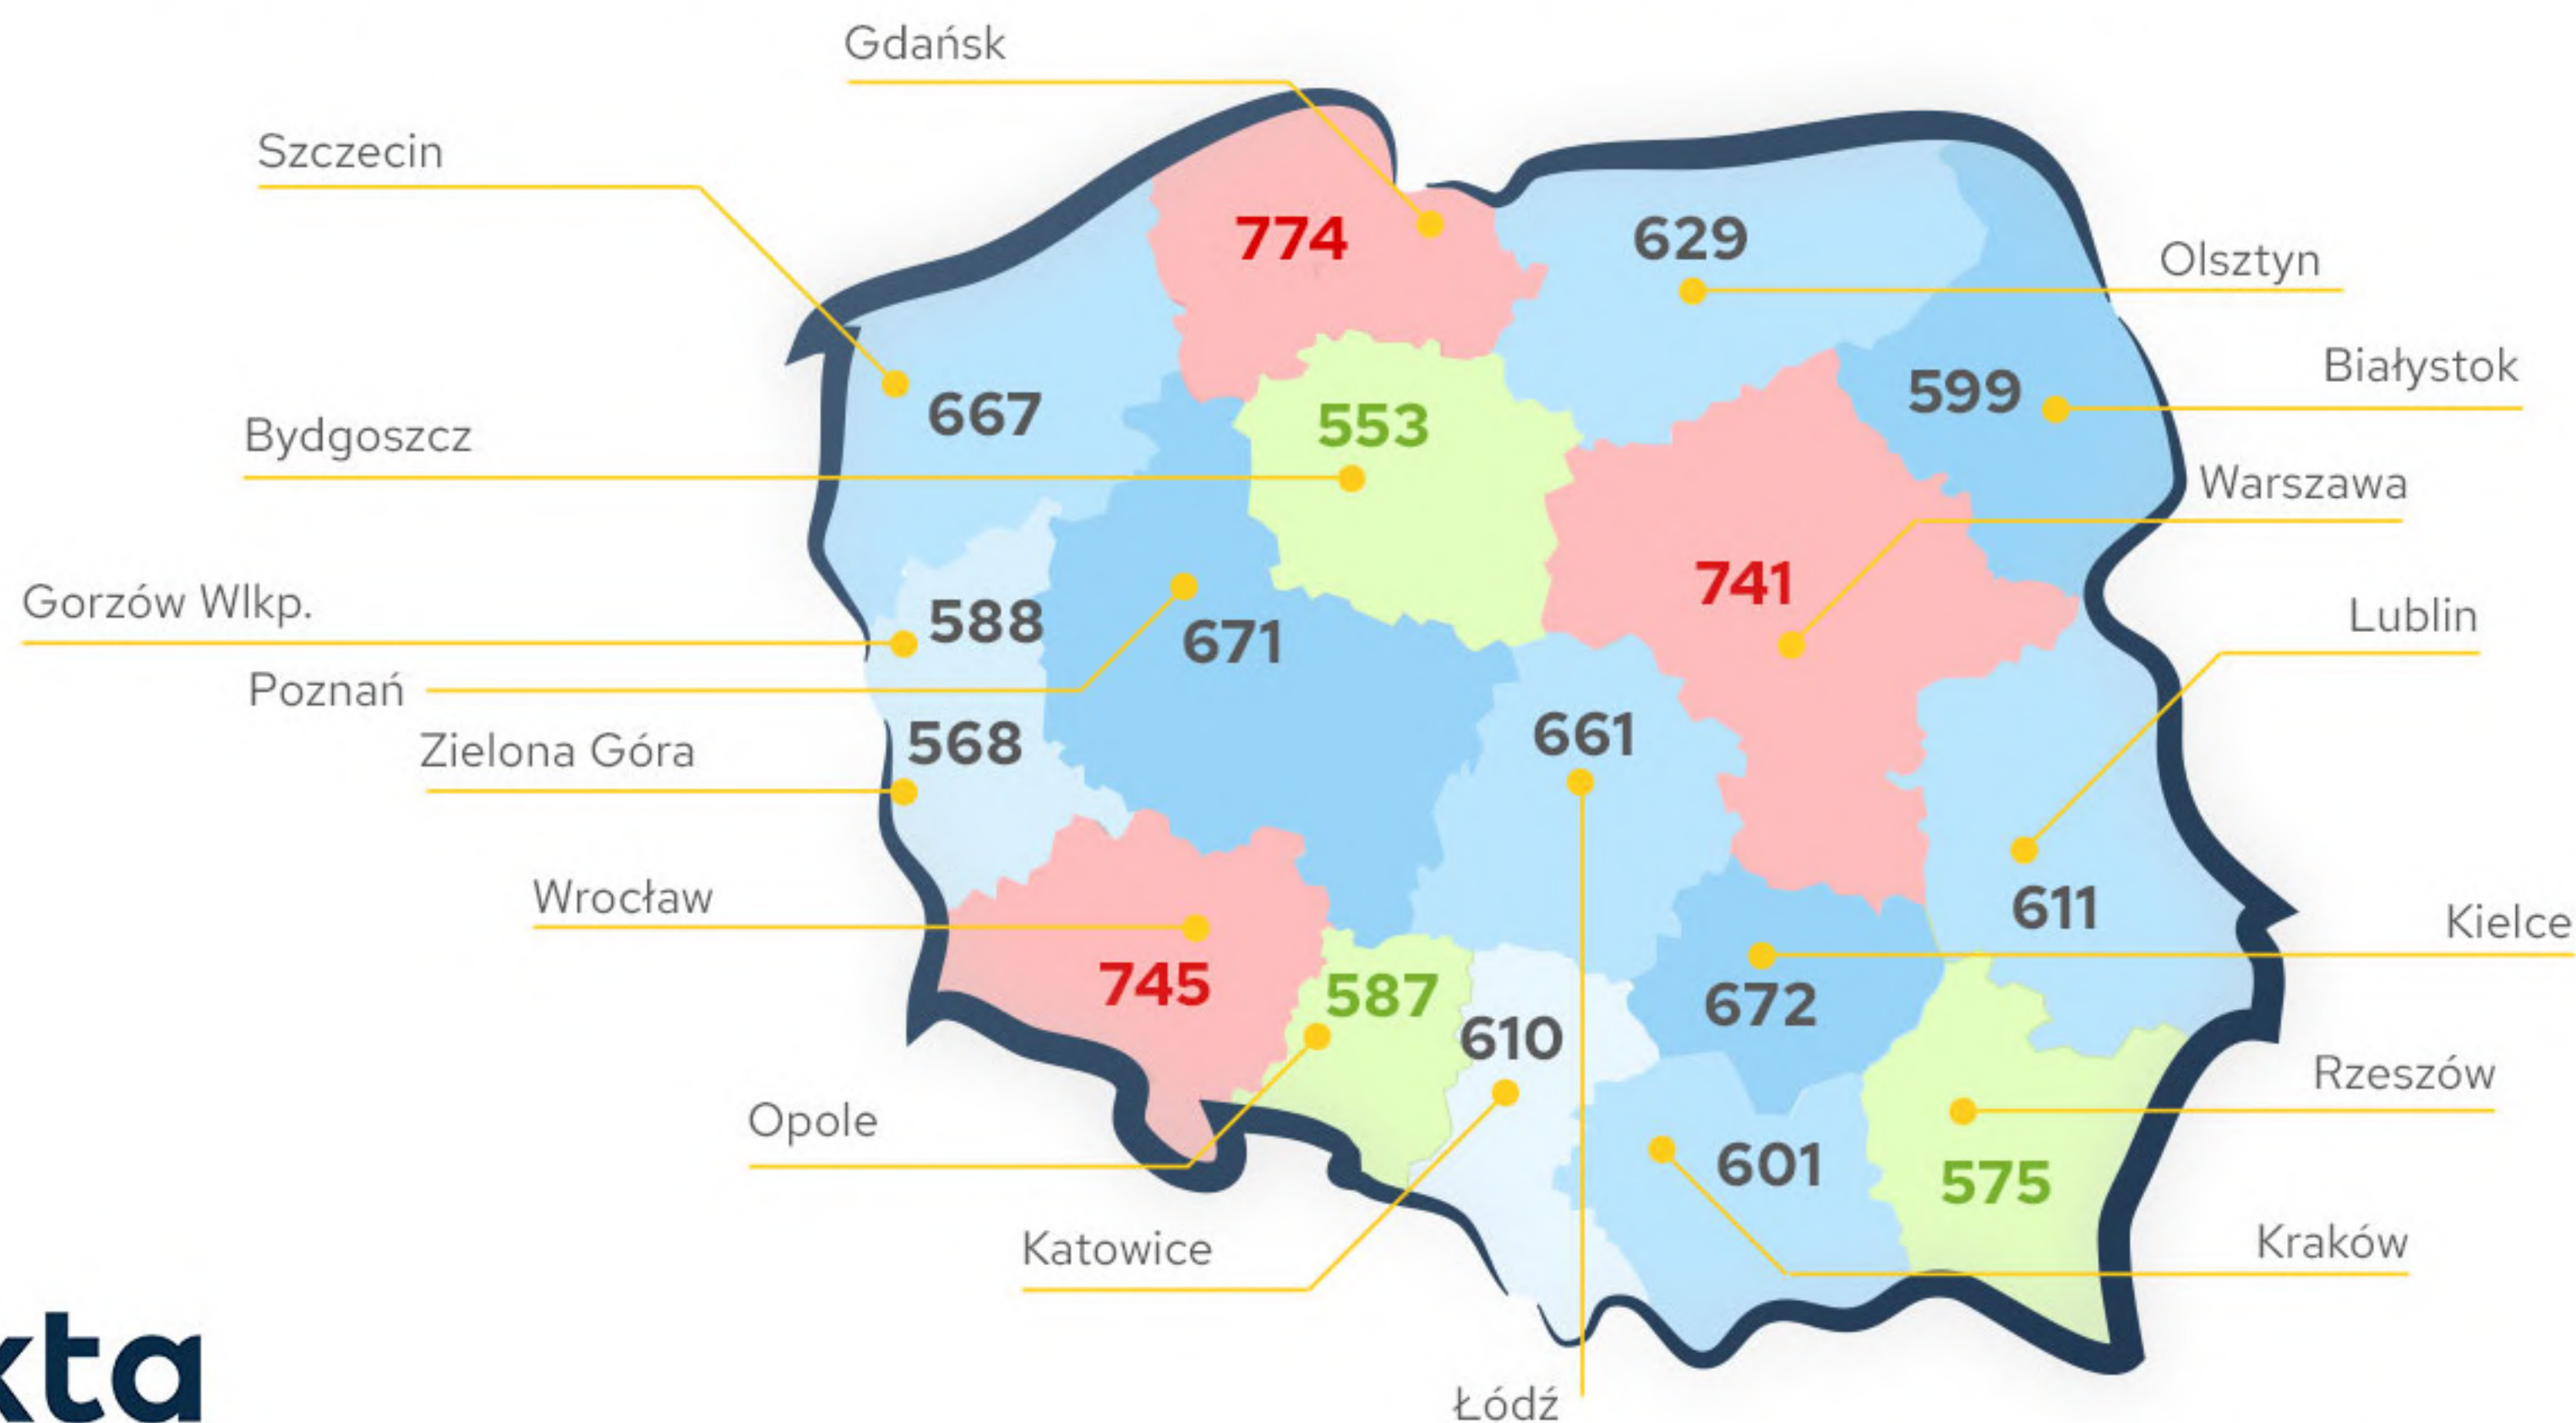 Gdańsk
Szczecin
774
629
Olsztyn
Białystok
599
667
553
Bydgoszcz
Warszawa
741
Gorzów Wlkp.
588
671
Lublin
Poznań
Zielona Góra
568
661
Wrocław
611
Kielce
745
587
672
610
Rzeszów
Opole
601
575
Katowice
Kraków
kta
Łódź